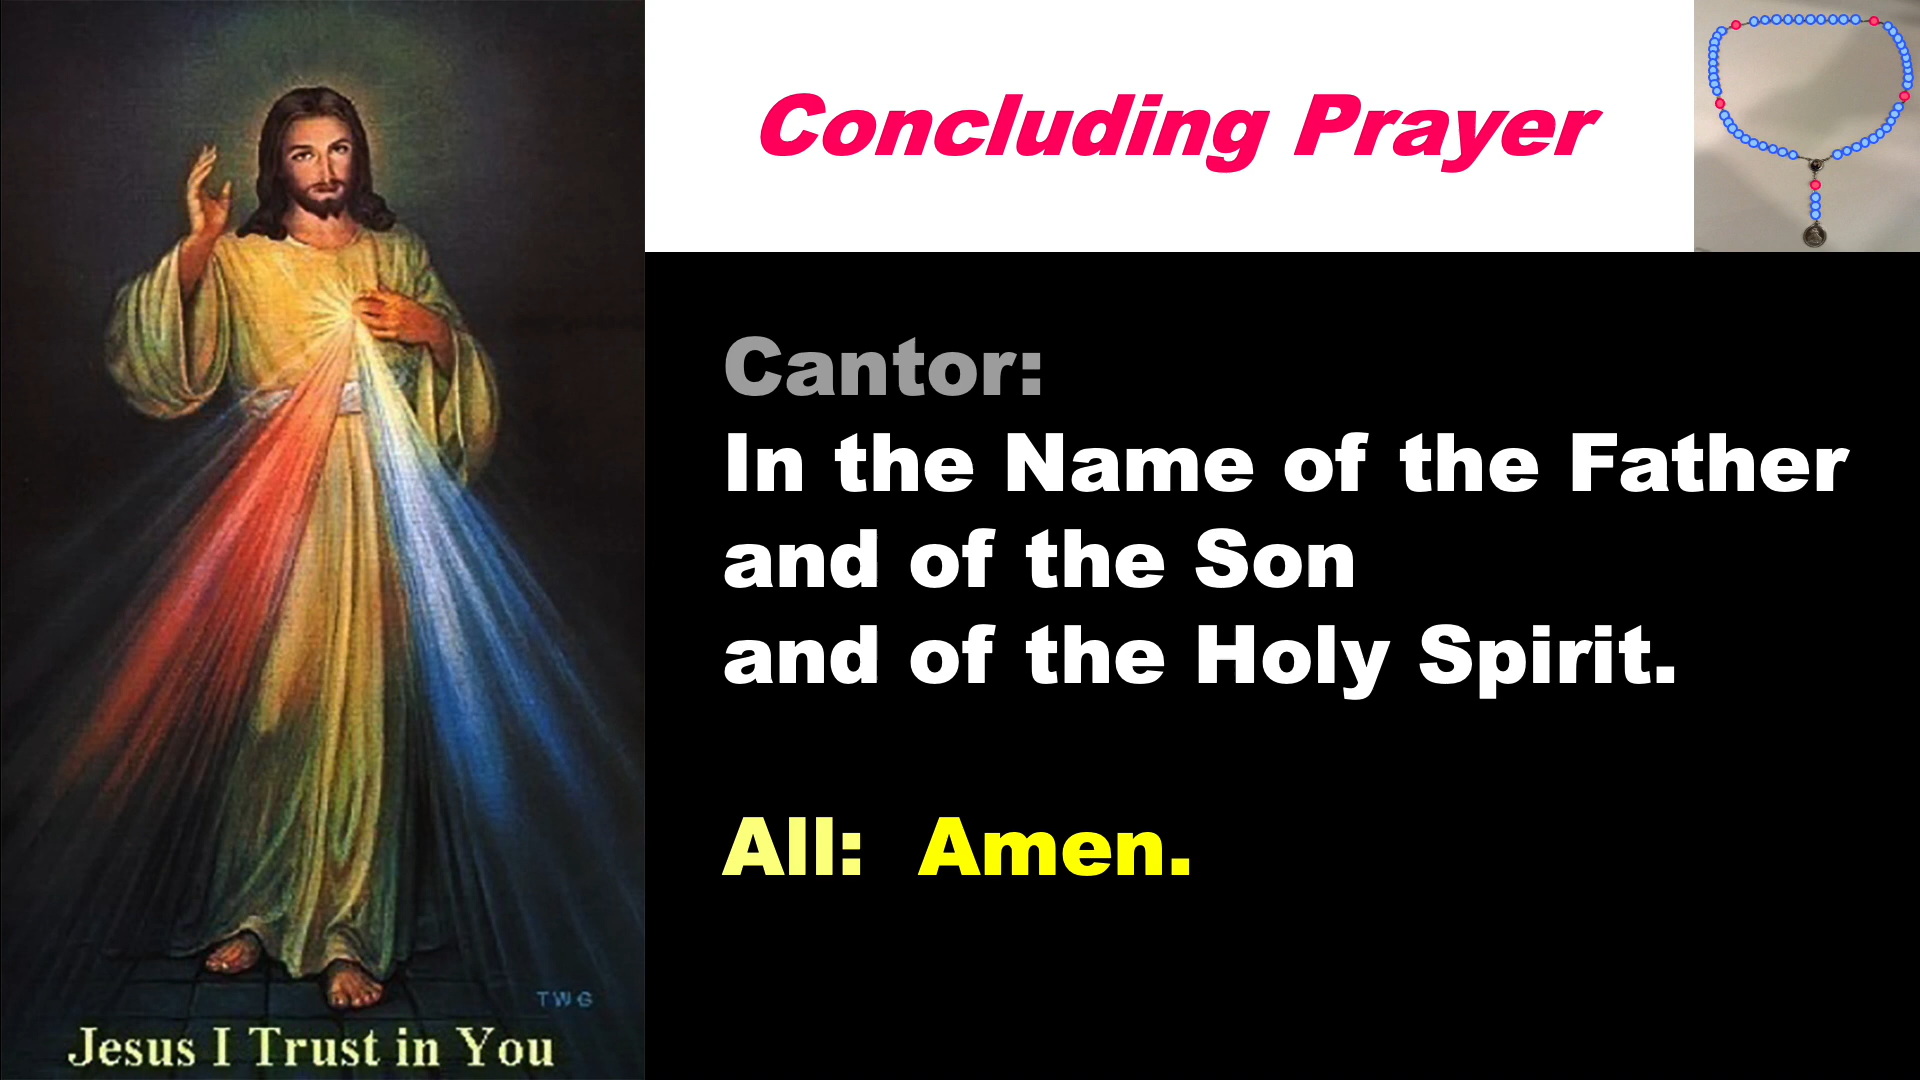 Concluding Prayer
Cantor:
In the Name of the Father
and of the Son
and of the Holy Spirit.
All:  Amen.
TWG
Jesus I Trust in You